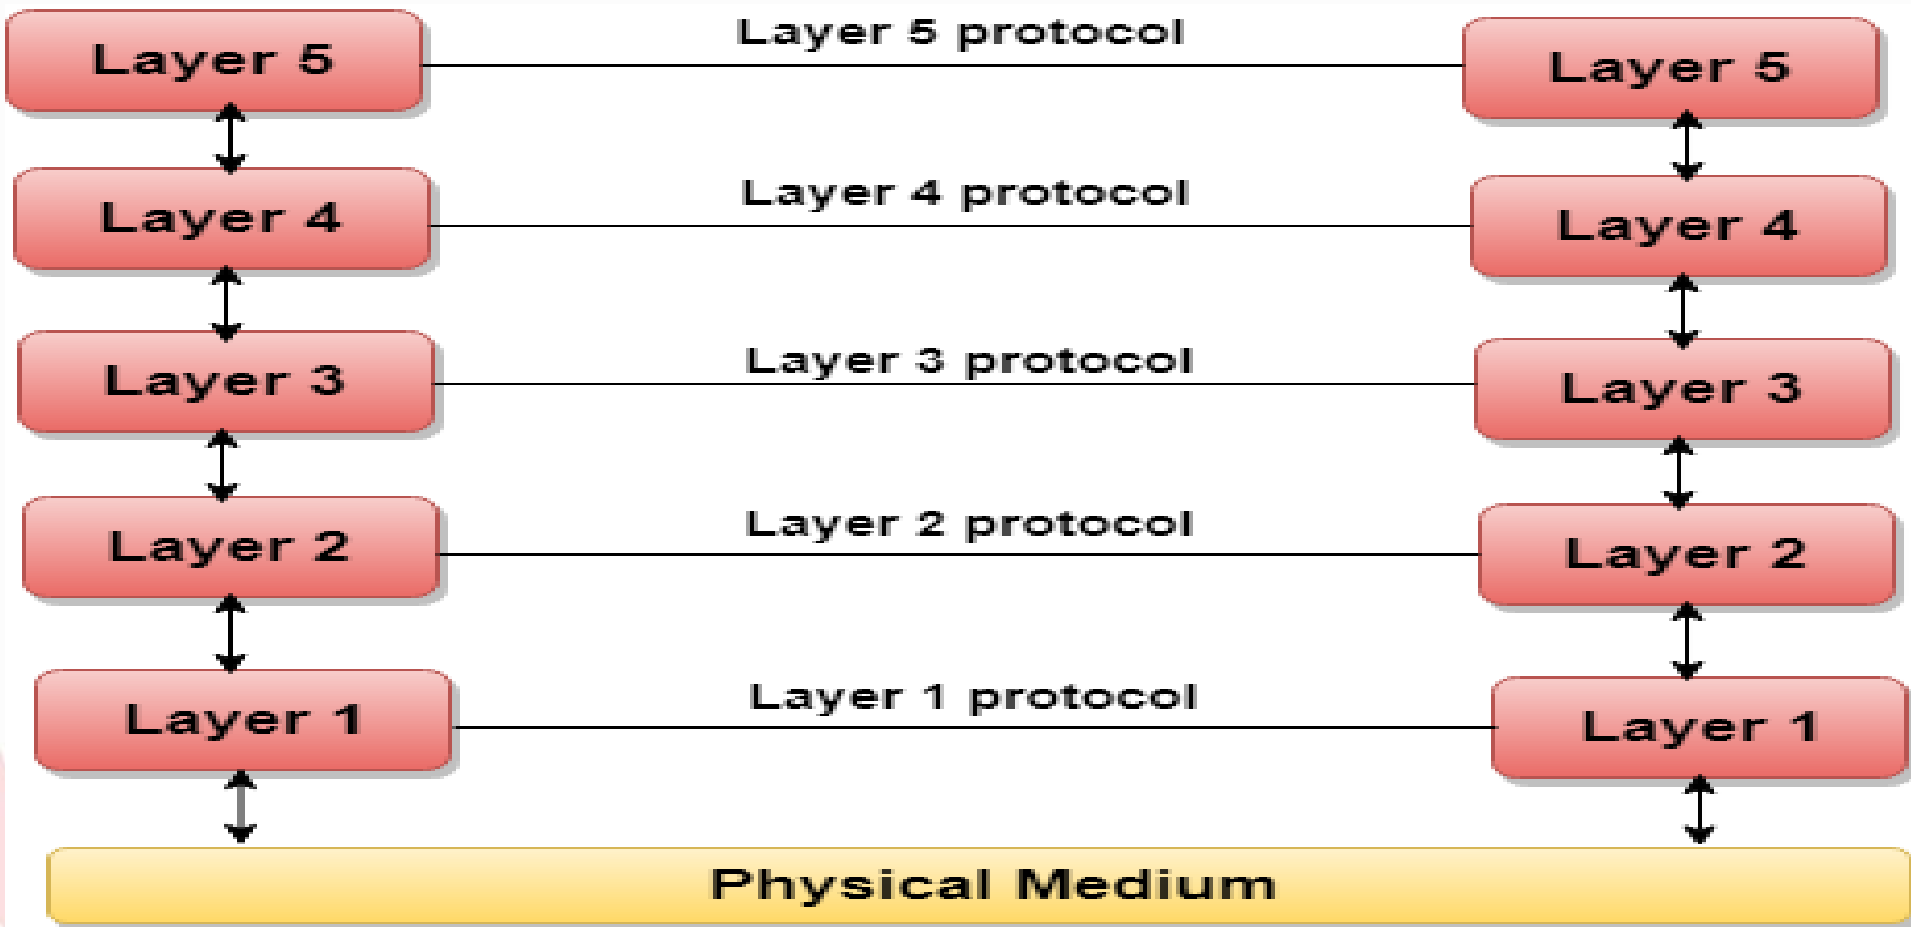 Layer 5 protocol
Layer 5
Layer 5
Layer 4 protocol
Layer 4
Layer 4
Layer 3 protocol
Layer 3
Layer 3
Layer 2 protocol
Layer 2
Layer 2
Layer 1 protocol
Layer 1
Layer 1
Physical Medium